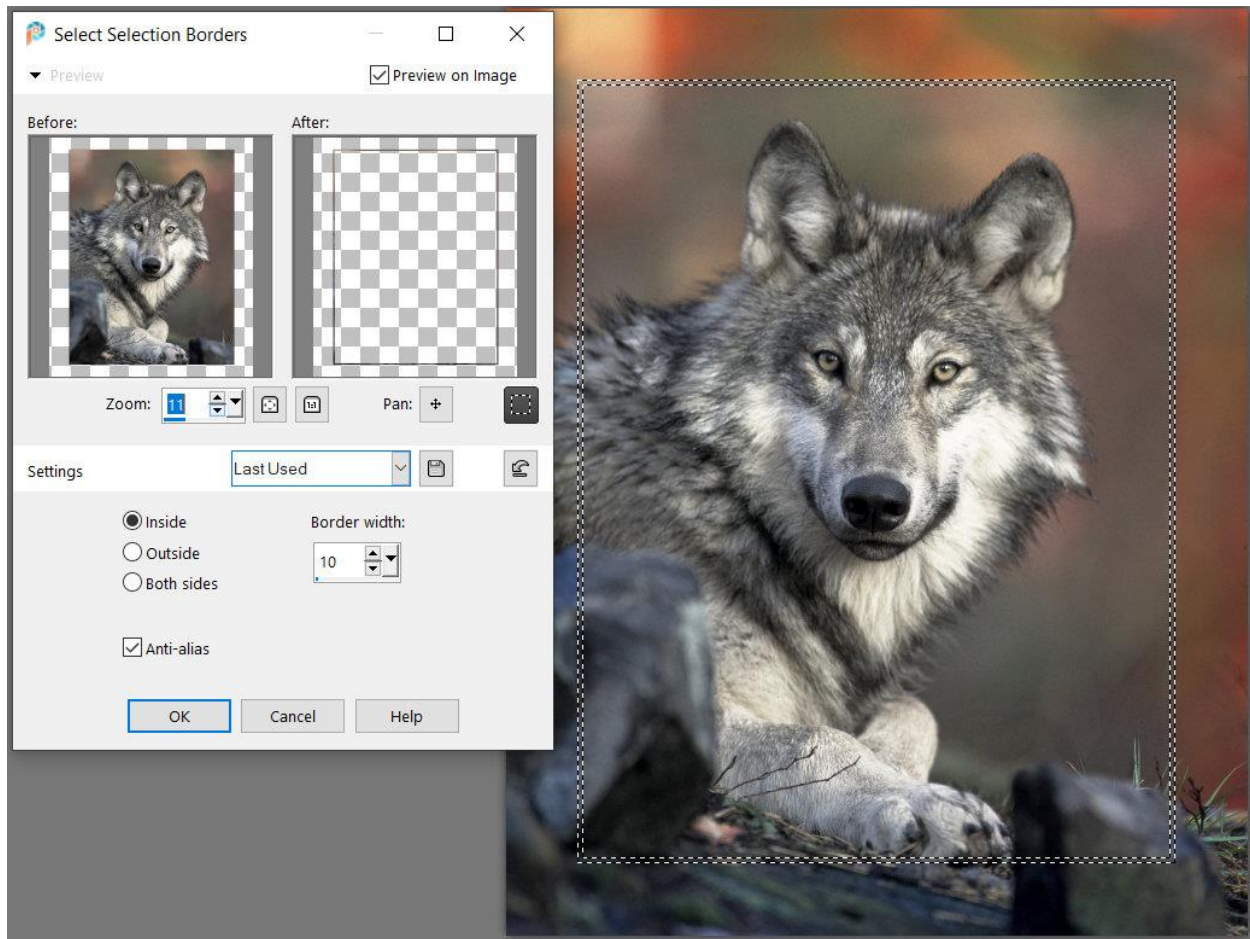 Select Selection Borders
Preview
Preview on Image
Before:
After:
Zoom: 11
Pan:
Settings
Last Used
Inside
Border width:
Outside
10
Both sides
Anti-alias
OK
Cancel
Help